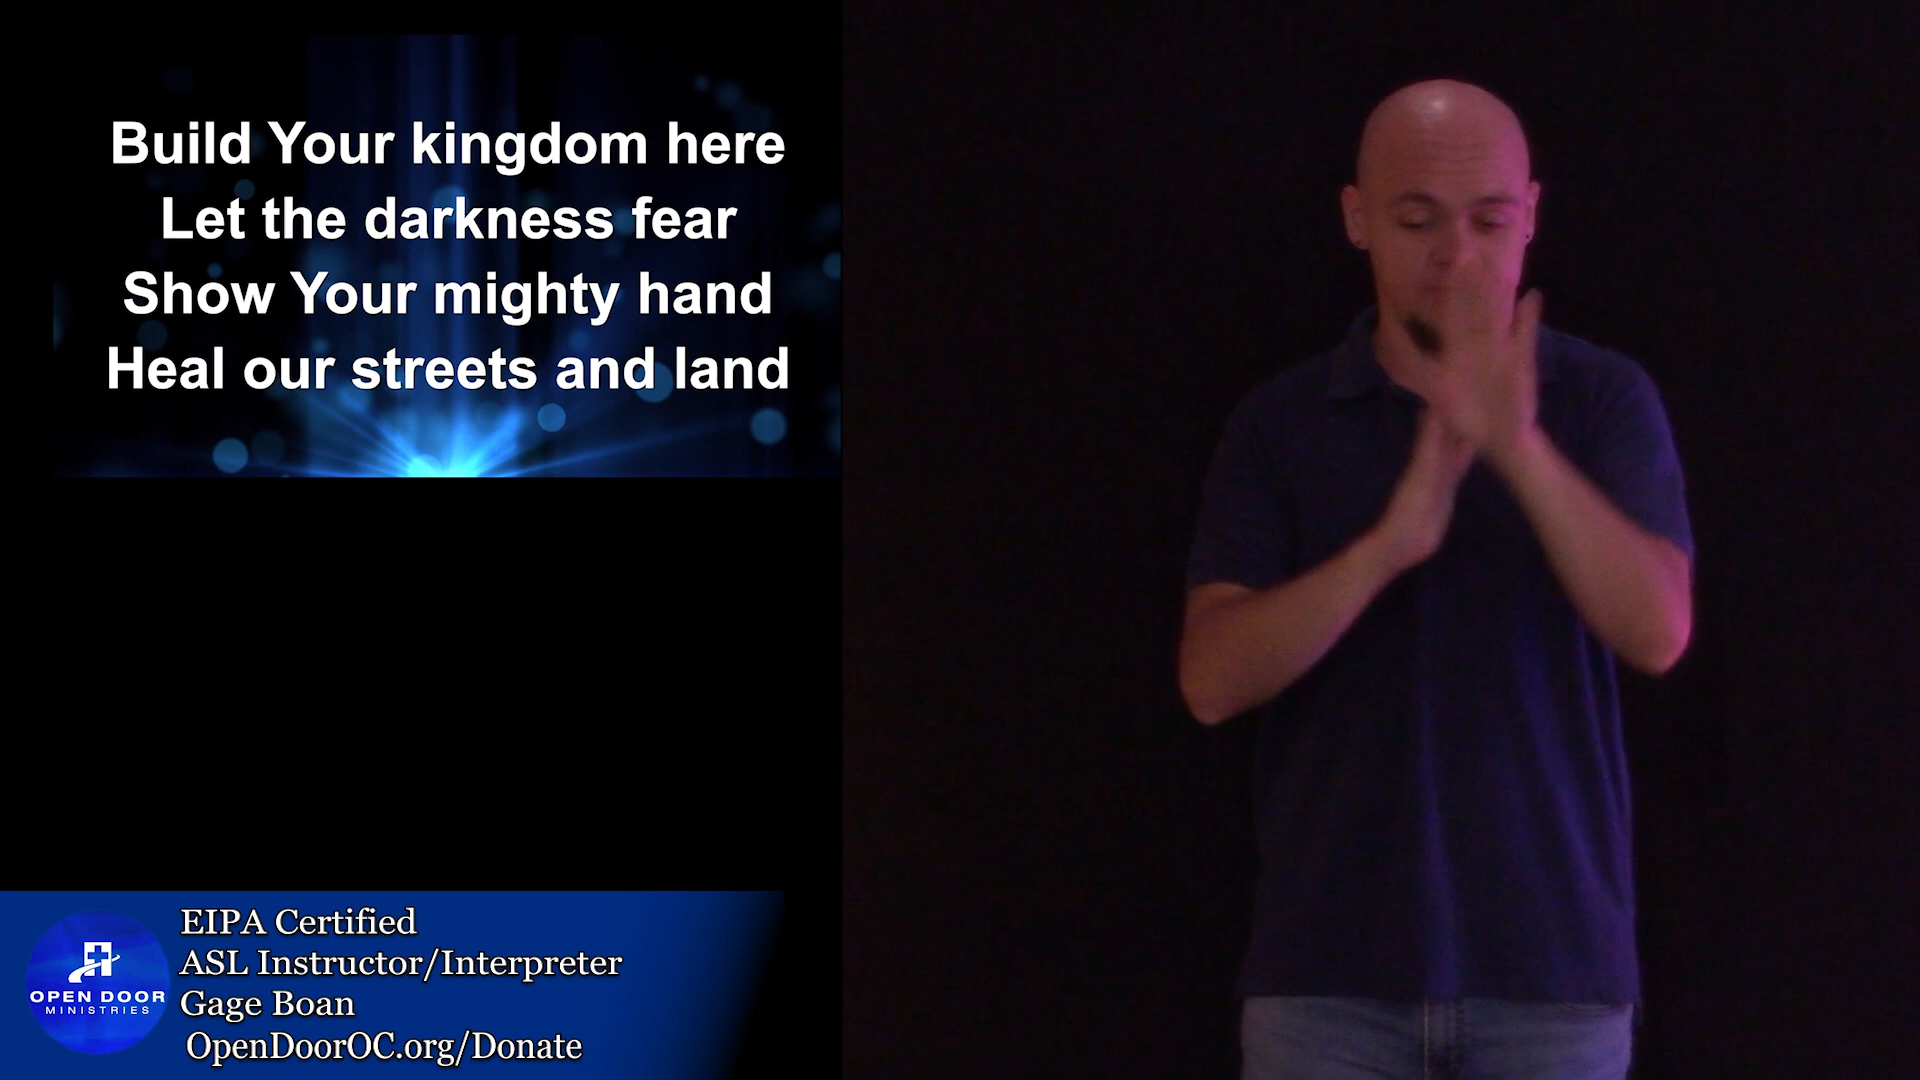 Build Your kingdom here
Let the darkness fear
Show Your mighty hand
Heal our streets and land
EIPA Certified
ASL Instructor/Interpreter
Gage Boan
OpenDoorOC.org/Donate
OPEN DOOR
MINISTRIES